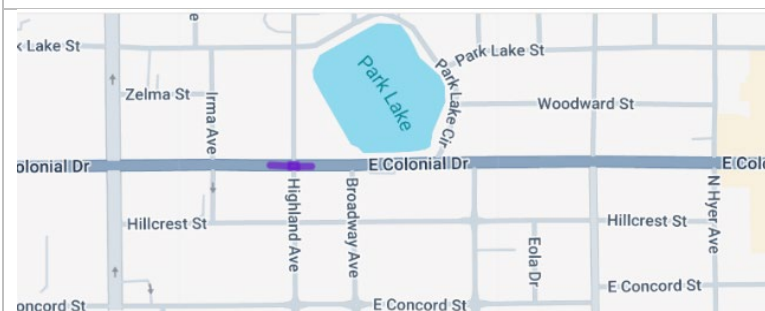 e
k Lake St
Park Lake St
Park Lake
Park Lake Cir
Zelma St
Irma Ave
Woodward St
olonial Dr
E Colonial Dr
E Colo
Highland Ave
Broadway Ave
N Hyer Ave
Hillcrest St
Hillcrest St
Eola Dr
E Concord St
oncord St
E Concord St